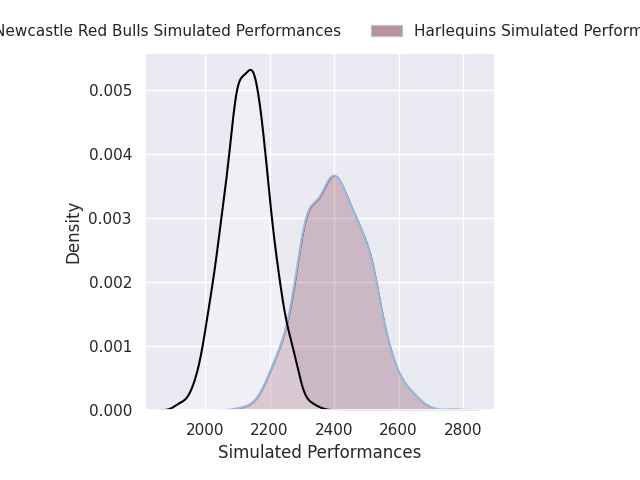 Newcastle Red Bulls Simulated Performances
Harlequins Simulated Perform
0.005
0.004
0.003
0.002
0.001
0.000
Density
2000 2200 2400 2600 2800
Simulated Performances